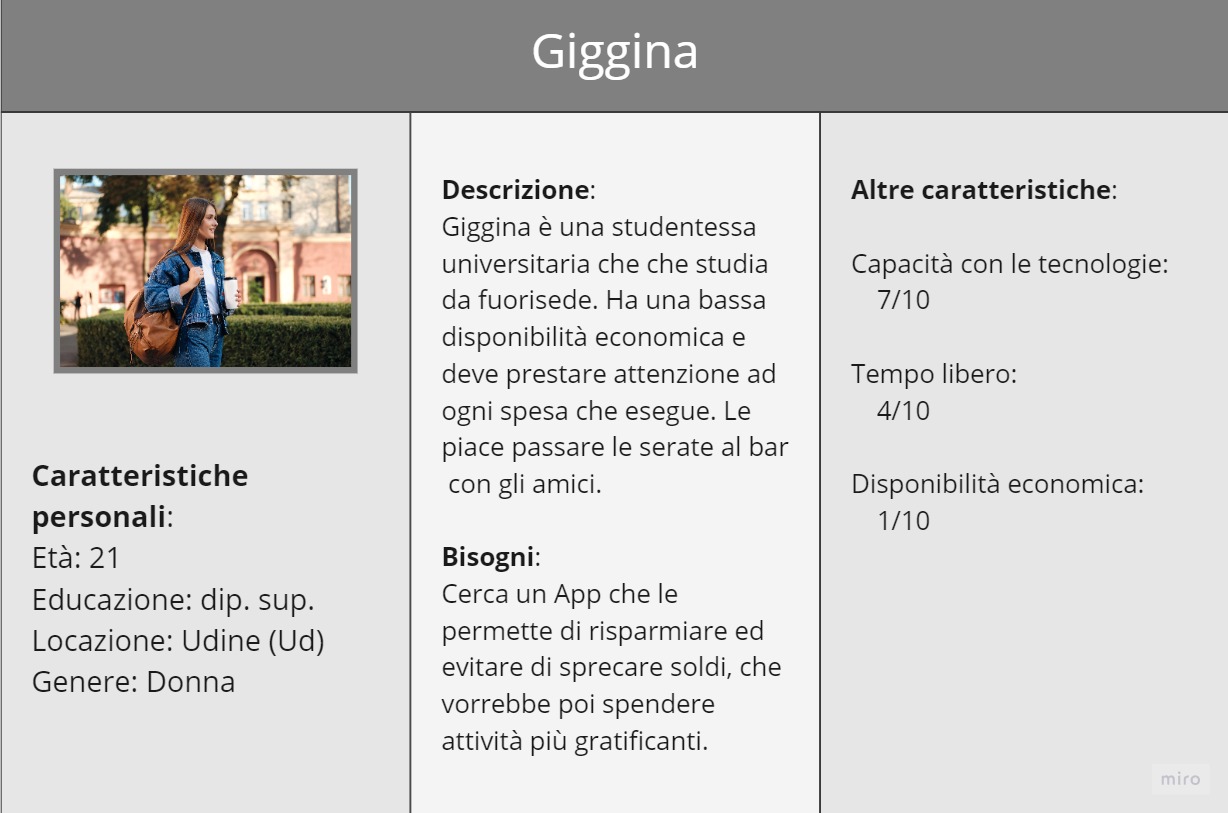 Giggina
Caratteristiche
personali:
Età: 21
Educazione: dip. sup.
Locazione: Udine (Ud)
Genere: Donna
Descrizione:
Giggina è una studentessa
universitaria che che studia
da fuorisede. Ha una bassa
disponibilità economica e
deve prestare attenzione ad
ogni spesa che esegue. Le
piace passare le serate al bar
con gli amici.
Bisogni:
Cerca un App che le
permette di risparmiare ed
evitare di sprecare soldi, che
vorrebbe poi spendere
attività più gratificanti.
Altre caratteristiche:
Capacità con le tecnologie:
7/10
Tempo libero:
4/10
Disponibilità economica:
1/10
miro